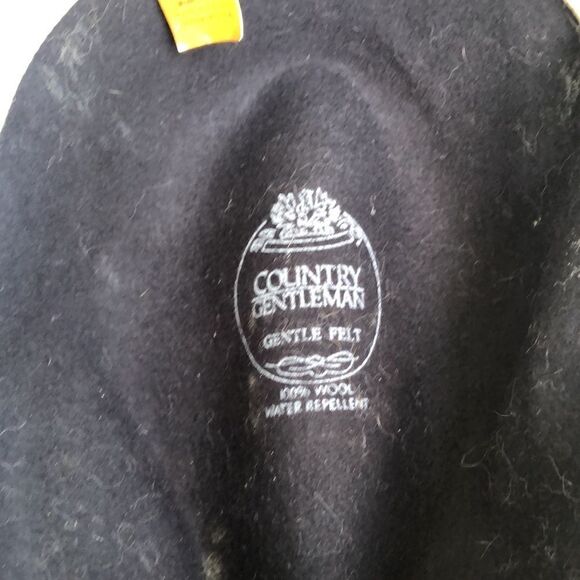 COUNTRY
GENTLEMAN
GENTLE FELT
100% WOOL
WATER REPELLENT